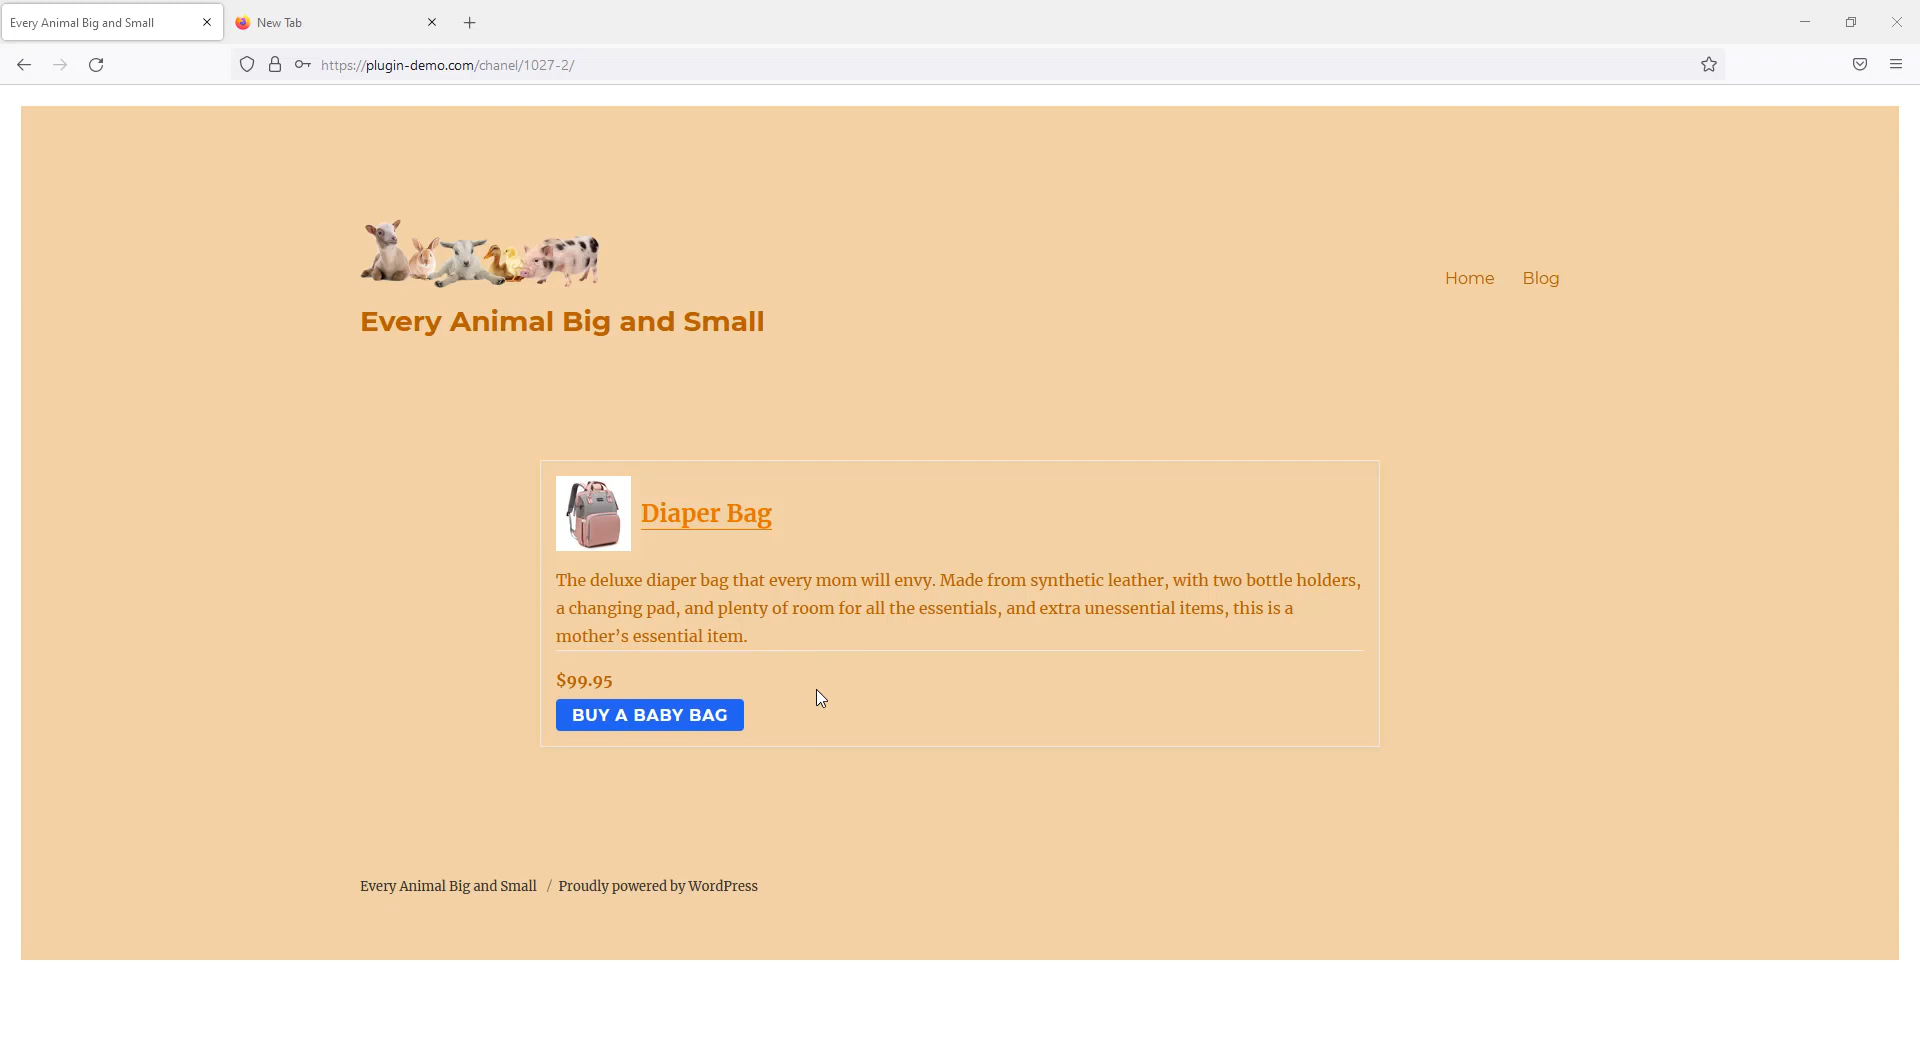 Every Animal Big and Small
New Tab
https://plugin-demo.com/chanel/1027-2/
Home Blog
Every Animal Big and Small
Diaper Bag
The deluxe diaper bag that every mom will envy. Made from synthetic leather, with two bottle holders,
a changing pad, and plenty of room for all the essentials, and extra unessential items, this is a
mother’s essential item.
$99.95
BUY A BABY BAG
Every Animal Big and Small / Proudly powered by WordPress